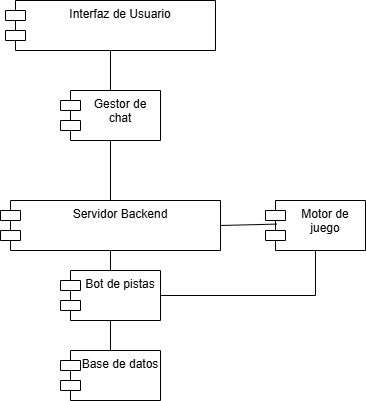 Interfaz de Usuario
Gestor de
chat
Servidor Backend
Motor de
juego
Bot de pistas
Base de datos